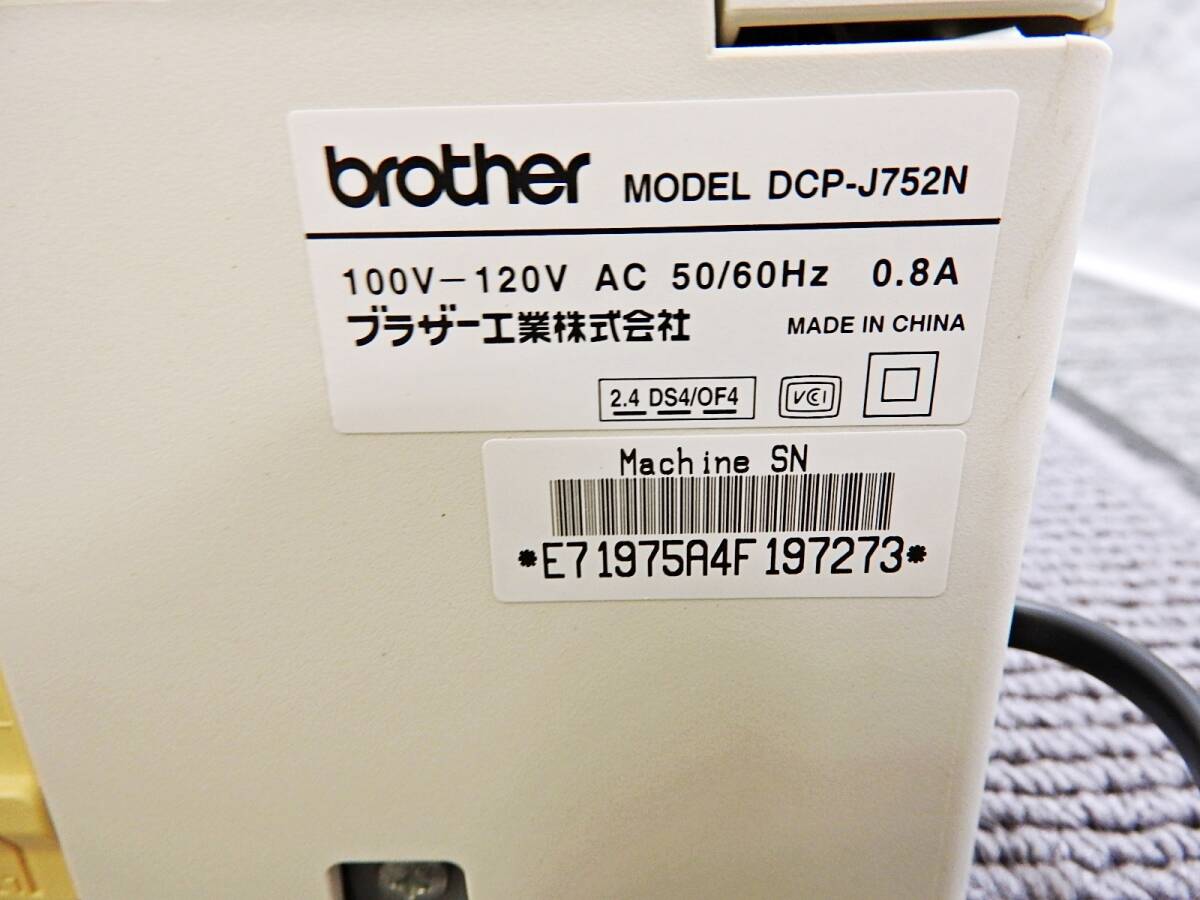 brother MODEL DCP-J752N
100V-120V AC 50/60Hz 0.8A
ブラザー工業株式会社 MADE IN CHINA
2.4 DS4/OF4 VCI
Machine SN
*E71975A4F197273*